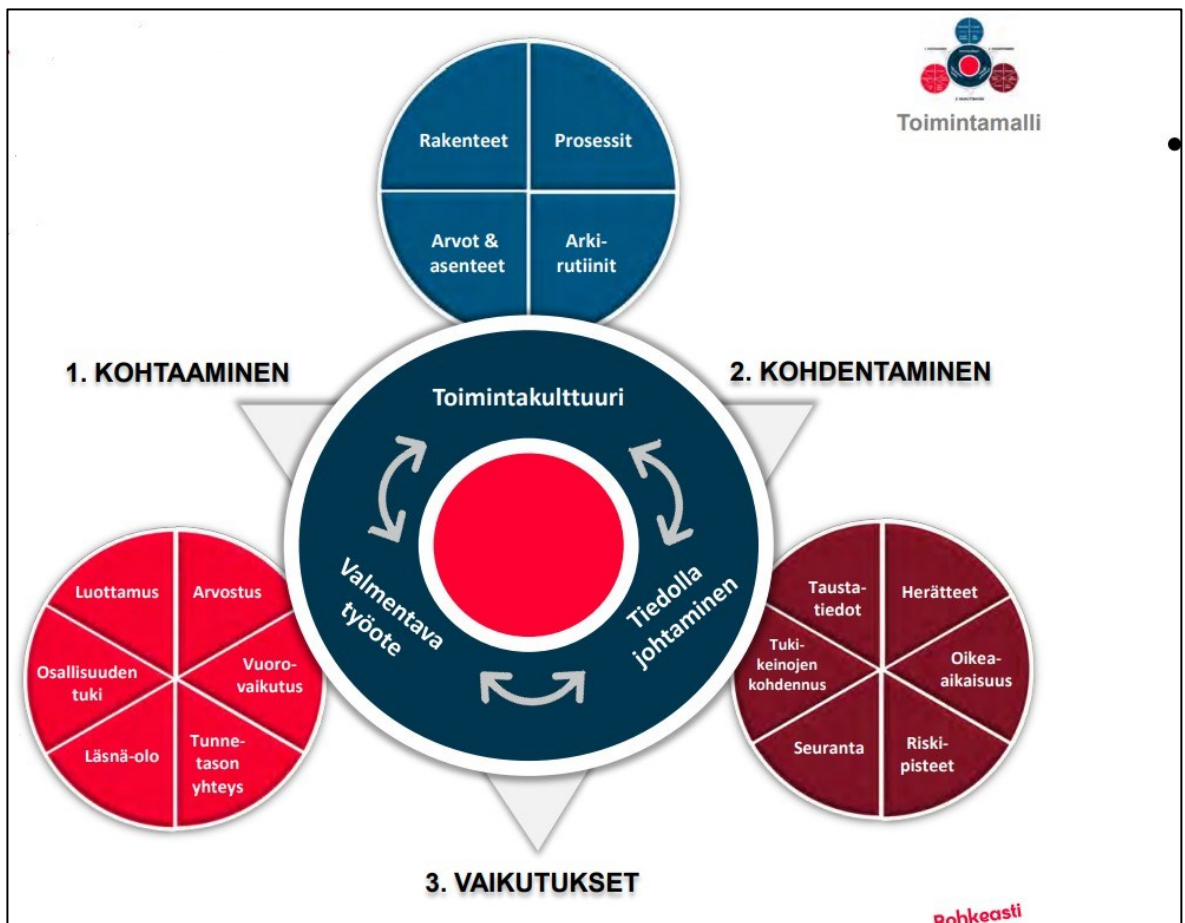 Toimintamalli
Rakenteet
Prosessit
Arvot &
asenteet
Arki-
rutiinit
1. KOHTAAMINEN
2. KOHDENTAMINEN
Toimintakulttuuri
Valmentava
työote
Tiedolla
johtaminen
Luottamus
Arvostus
Osallisuuden
tuki
Vuoro-
vaikutus
Läsnä-olo
Tunne-
tason
yhteys
Tausta-
tiedot
Herätteet
Tuki-
keinojen
kohdennus
Oikea-
aikaisuus
Seuranta
Riski-
pisteet
3. VAIKUTUKSET
Rohkeasti